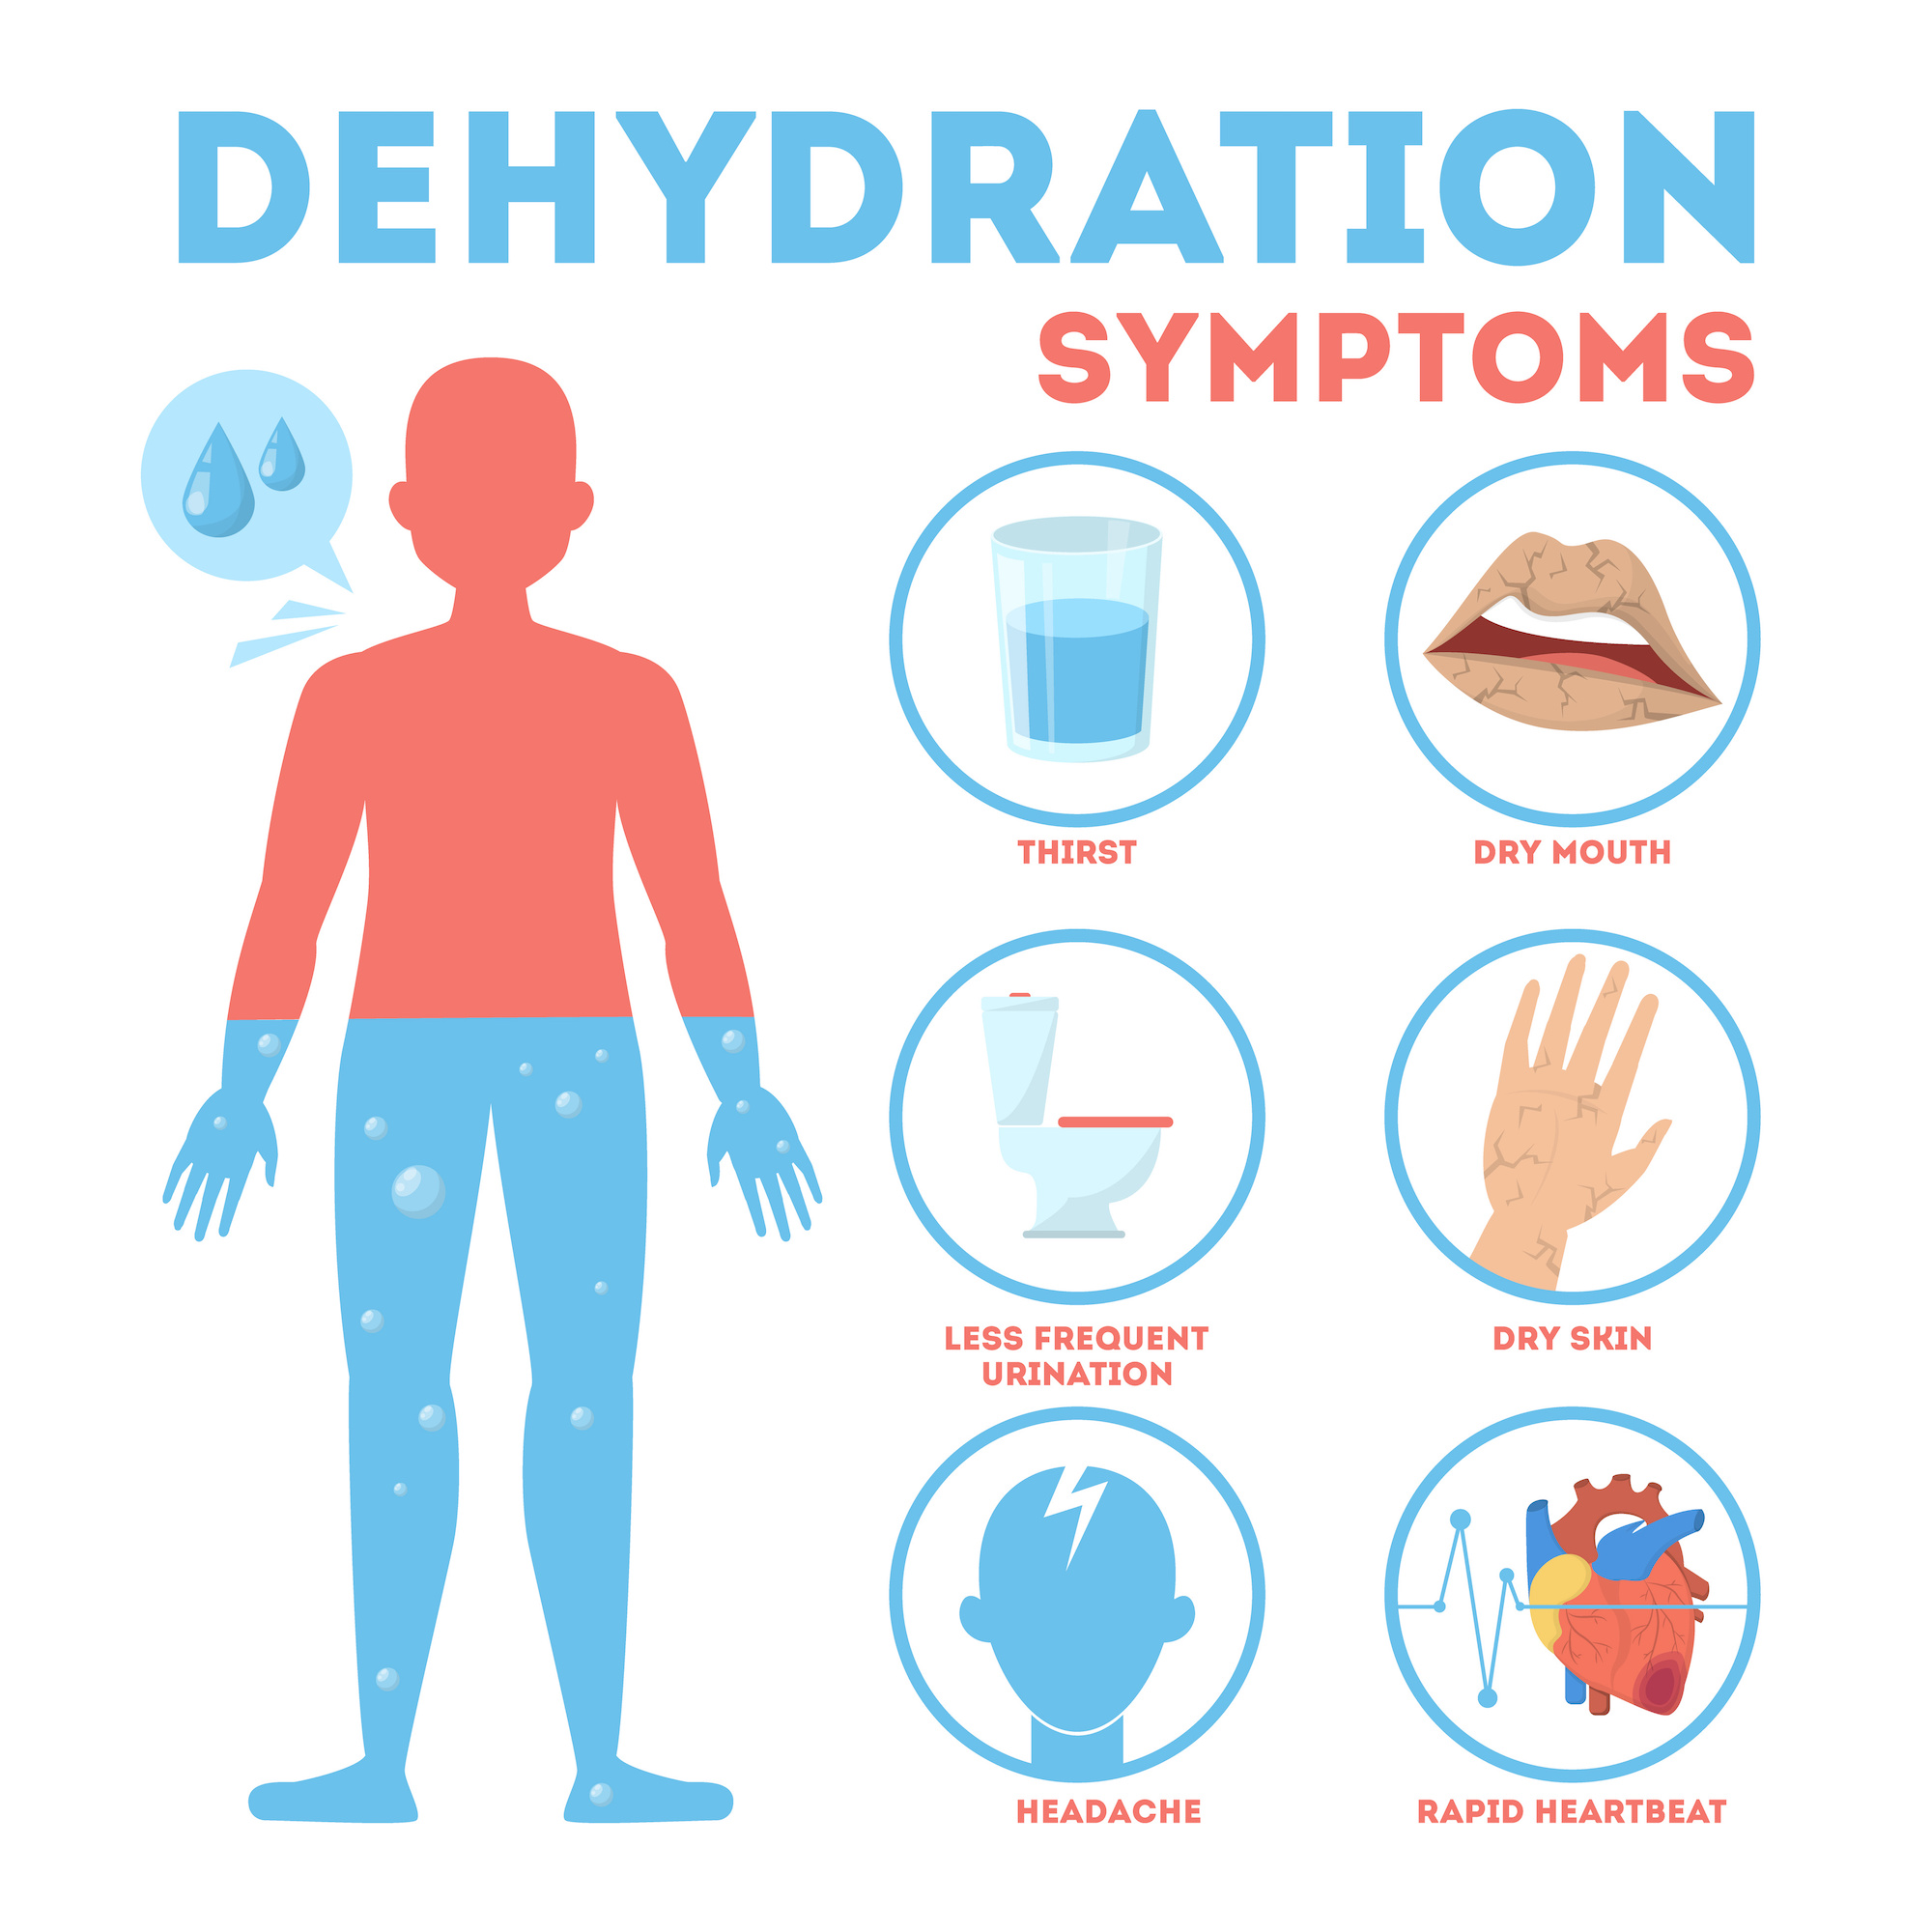 DEHYDRATION
SYMPTOMS
THIRST
DRY MOUTH
LESS FREQUENT
URINATION
DRY SKIN
HEADACHE
RAPID HEARTBEAT